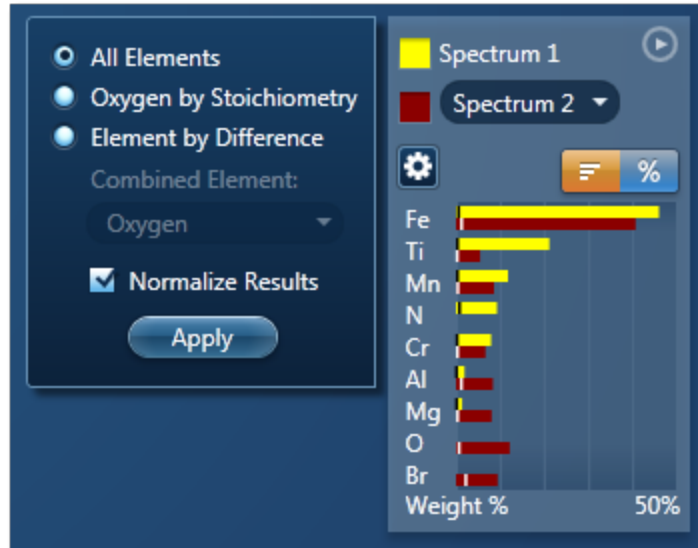 All Elements
Oxygen by Stoichiometry
Element by Difference
Combined Element:
Oxygen
Normalize Results
Apply
Spectrum 1
Spectrum 2
%
Fe
Ti
Mn
N
Cr
Al
Mg
O
Br
Weight % 50%